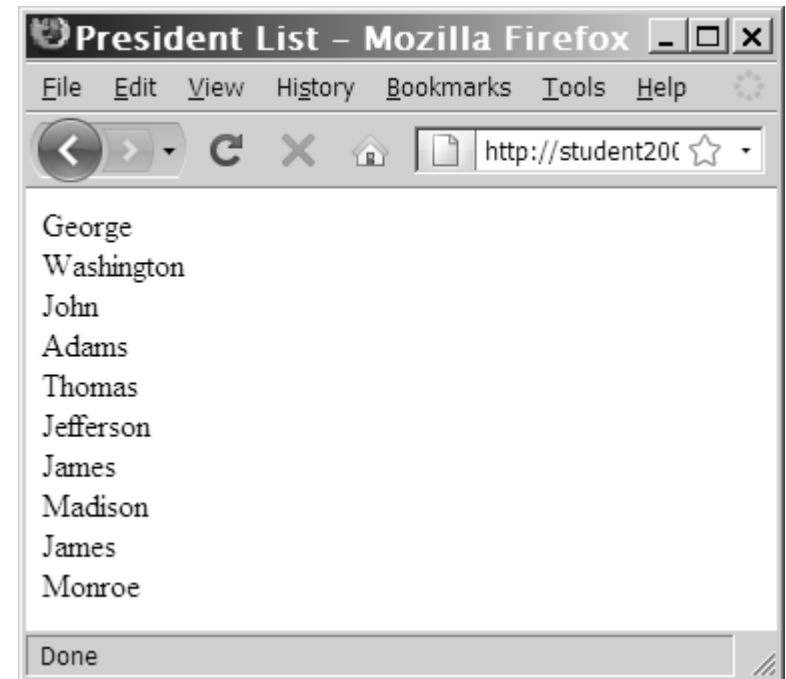 President List – Mozilla Firefox
File Edit View History Bookmarks Tools Help
http://student200
George
Washington
John
Adams
Thomas
Jefferson
James
Madison
James
Monroe
Done